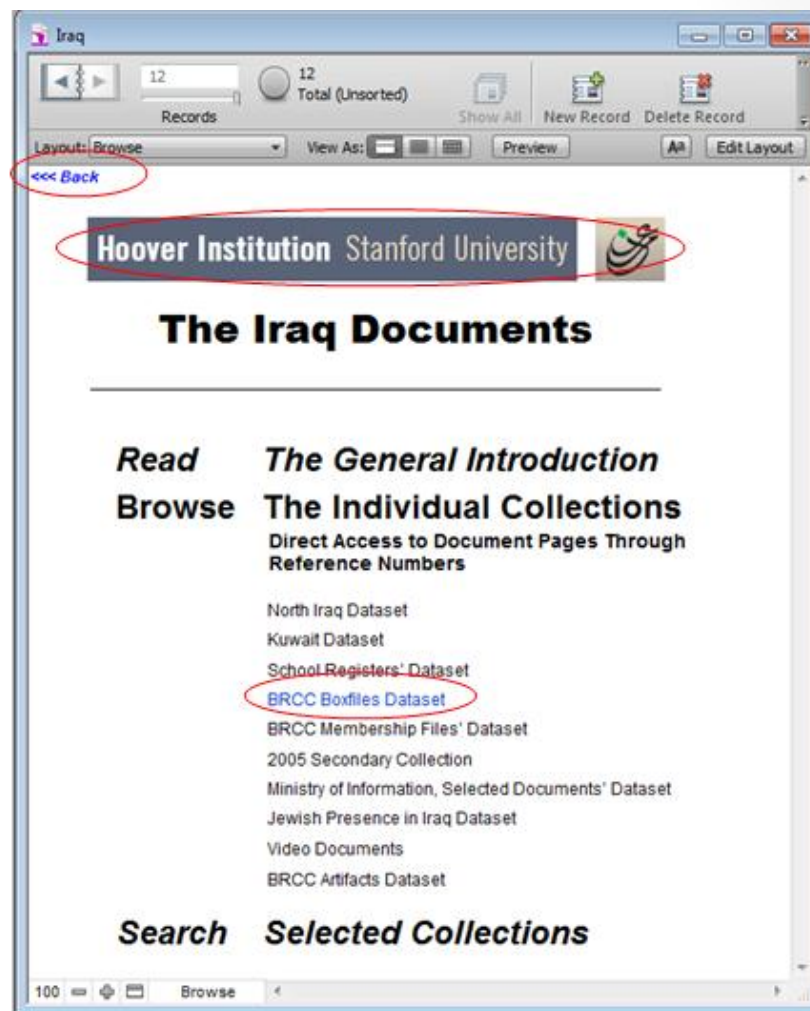 Iraq
12
12
Total (Unsorted)
Records
Show All
New Record
Delete Record
Layout: Browse
View As:
Preview
Aa
Edit Layout
<<< Back
Hoover Institution Stanford University
The Iraq Documents
Read The General Introduction
Browse The Individual Collections
Direct Access to Document Pages Through
Reference Numbers
North Iraq Dataset
Kuwait Dataset
School Registers' Dataset
BRCC Boxfiles Dataset
BRCC Membership Files' Dataset
2005 Secondary Collection
Ministry of Information, Selected Documents' Dataset
Jewish Presence in Iraq Dataset
Video Documents
BRCC Artifacts Dataset
Search Selected Collections
100
Browse